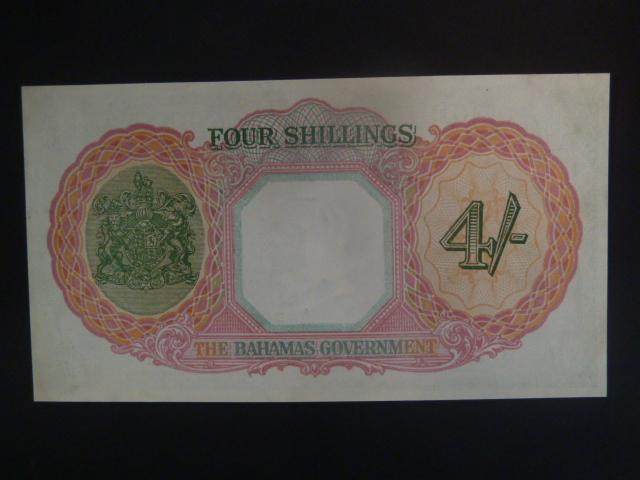 FOUR SHILLINGS
4/-
THE BAHAMAS GOVERNMENT